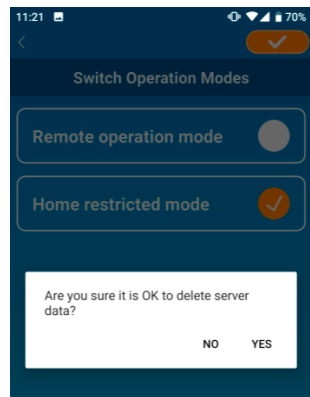 11:21 70%
Switch Operation Modes
Remote operation mode
Home restricted mode
Are you sure it is OK to delete server
data?
NO YES